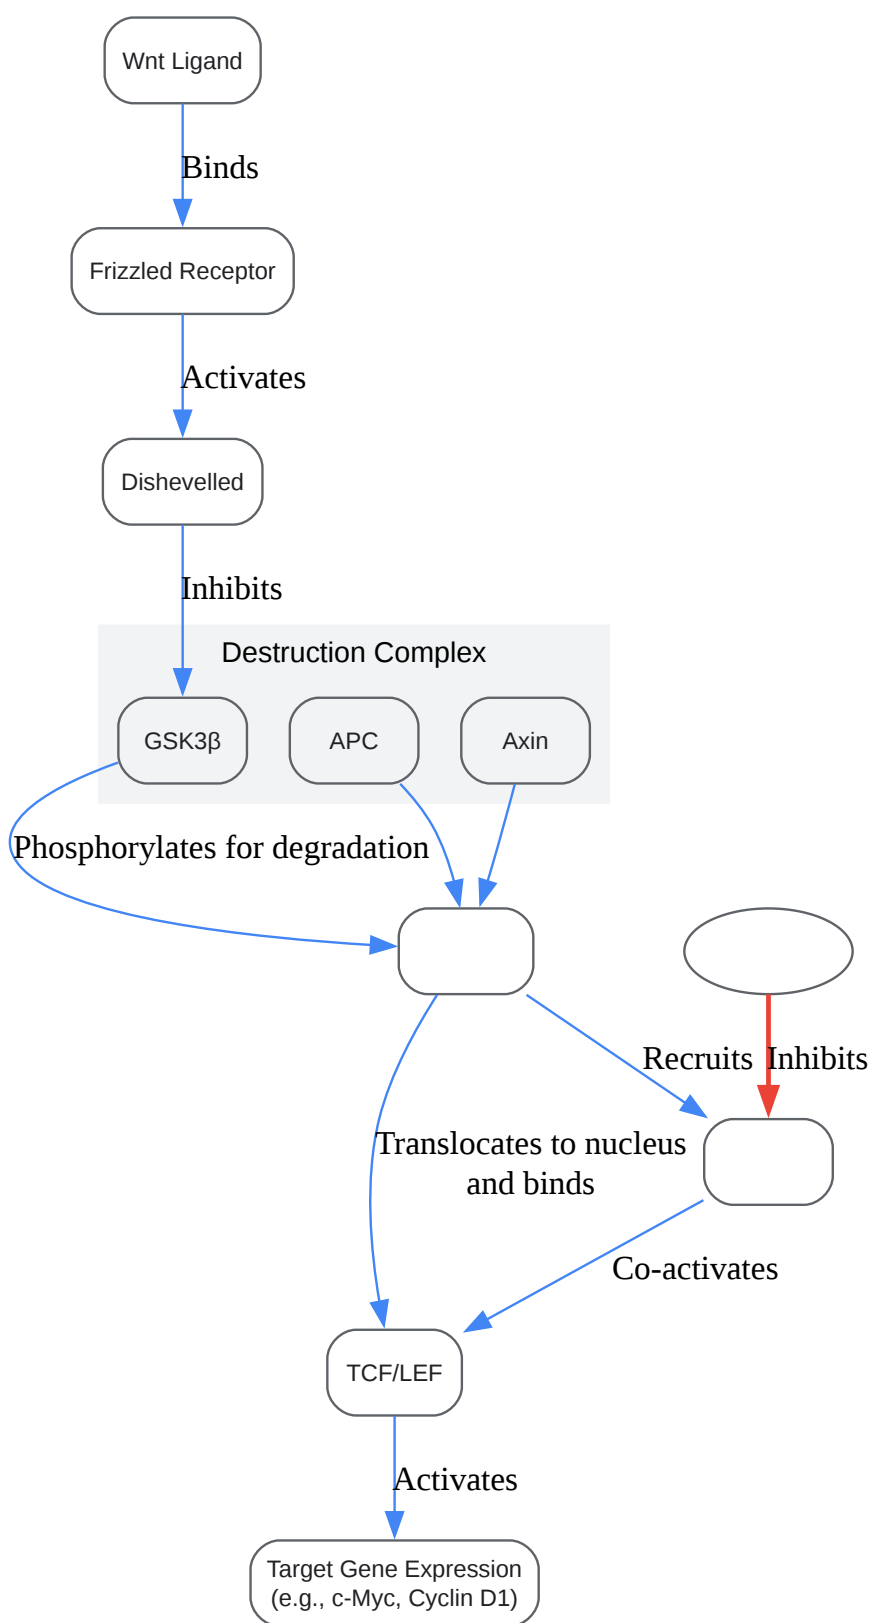 Wnt Ligand
Binds
Frizzled Receptor
Activates
Dishevelled
Inhibits
Destruction Complex
GSK3β
APC
Axin
Phosphorylates for degradation
Recruits
Inhibits
Translocates to nucleus
and binds
Co-activates
TCF/LEF
Activates
Target Gene Expression
(e.g., c-Myc, Cyclin D1)